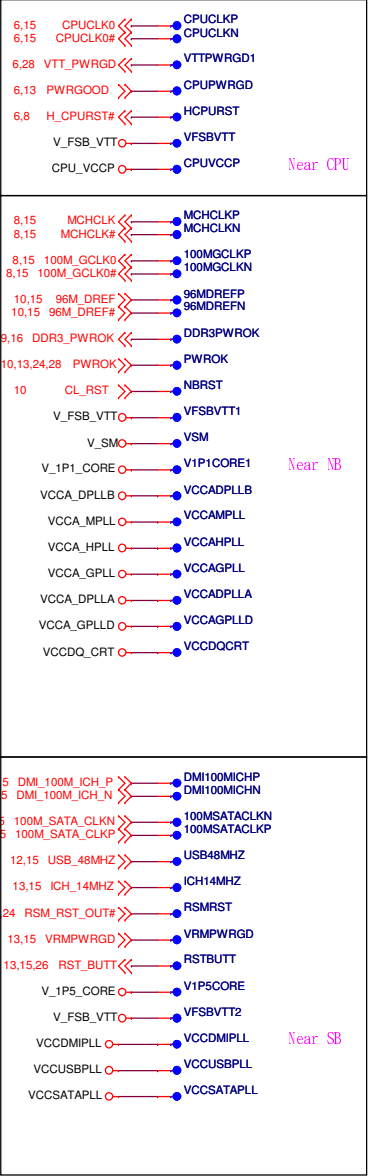 6,15 CPUCLK0 CPUCLKP
6,15 CPUCLK0# CPUCLKN
6,28 VTT_PWRGD VTTPWRGD1
6,13 PWRGOOD CPUPWRGD
6,8 H_CPURST# HCPURST
V_FSB_VTT VFSBVTT
CPU_VCCP CPUVCCP Near CPU
8,15 MCHCLK MCHCLKP
8,15 MCHCLK# MCHCLKN
8,15 100M_GCLK0 100MGCLKP
8,15 100M_GCLK0# 100MGCLKN
10,15 96M_DREF 96MDREFP
10,15 96M_DREF# 96MDREFN
9,16 DDR3_PWROK DDR3PWROK
10,13,24,28 PWROK PWROK
10 CL_RST NBRST
V_FSB_VTT VFSBVTT1
V_SM VSM
V_1P1_CORE V1P1CORE1 Near NB
VCCA_DPLLB VCCADPLLB
VCCA_MPLL VCCAMPLL
VCCA_HPLL VCCAHPLL
VCCA_GPLL VCCAGPLL
VCCA_DPLLA VCCADPLLA
VCCA_GPLLD VCCAGPLLD
VCCDQ_CRT VCCDQCRT
5 DMI_100M_ICH_P DMI100MICHP
5 DMI_100M_ICH_N DMI100MICHN
5 100M_SATA_CLKN 100MSATACLKN
5 100M_SATA_CLKP 100MSATACLKP
12,15 USB_48MHZ USB48MHZ
13,15 ICH_14MHZ ICH14MHZ
,24 RSM_RST_OUT# RSMRST
13,15 VRMPWRGD VRMPWRGD
13,15,26 RST_BUTT RSTBUTT
V_1P5_CORE V1P5CORE
V_FSB_VTT VFSBVTT2
VCCDMIPLL VCCDMIPLL Near SB
VCCUSBPLL VCCUSBPLL
VCCSATAPLL VCCSATAPLL